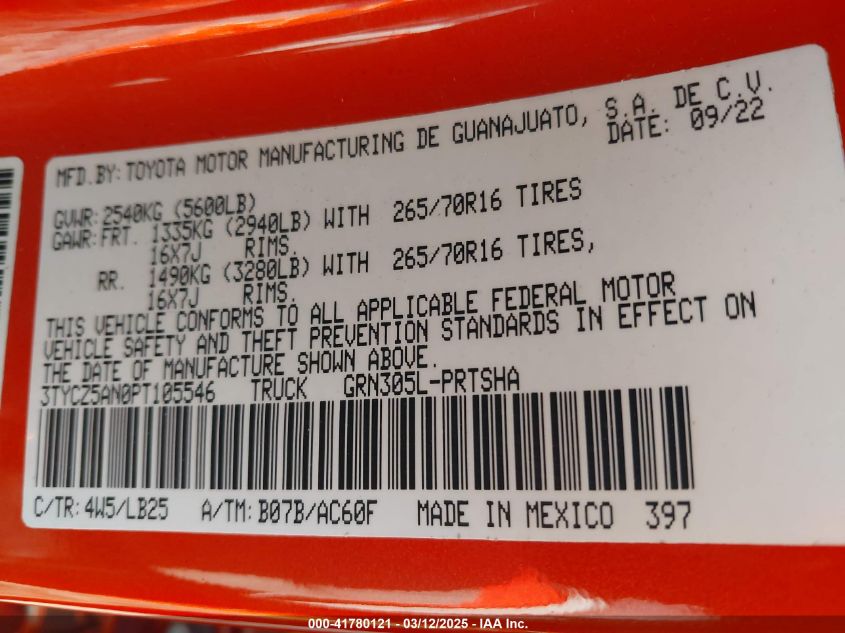 MFD.BY: TOYOTA MOTOR MANUFACTURING DE GUANAJUATO, S.A. DE C.V.
DATE: 09/22
GVWR: 2540KG (5600LB)
GAWR: FRT. 1335KG (2940LB) WITH 265/70R16 TIRES
16X7J RIMS.
RR. 1490KG (3280LB) WITH 265/70R16 TIRES,
16X7J RIMS.
THIS VEHICLE CONFORMS TO ALL APPLICABLE FEDERAL MOTOR
VEHICLE SAFETY AND THEFT PREVENTION STANDARDS IN EFFECT ON
THE DATE OF MANUFACTURE SHOWN ABOVE.
3TYCZ5AN0PT105546 TRUCK GRN305L-PRTSHA
C/TR: 4W5/LB25 A/TM: B07B/AC60F MADE IN MEXICO 397
000-41780121 - 03/12/2025 - IAA Inc.